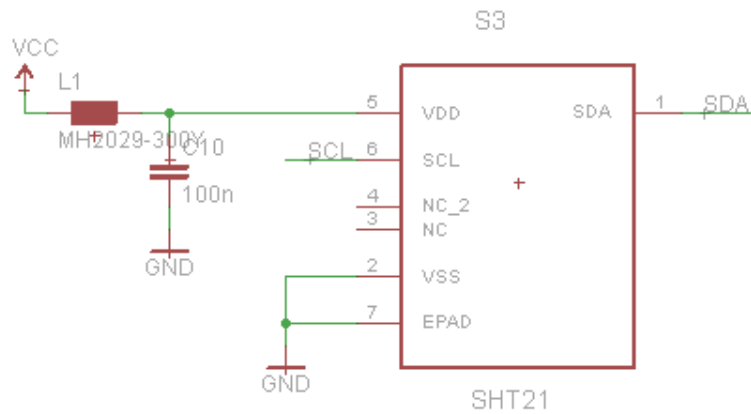 S3
VCC
L1
MH2029-300Y
C10
100n
GND
5 VDD
SDA 1 SDA
SCL 6 SCL
4 NC_2
3 NC
2 VSS
7 EPAD
GND
SHT21